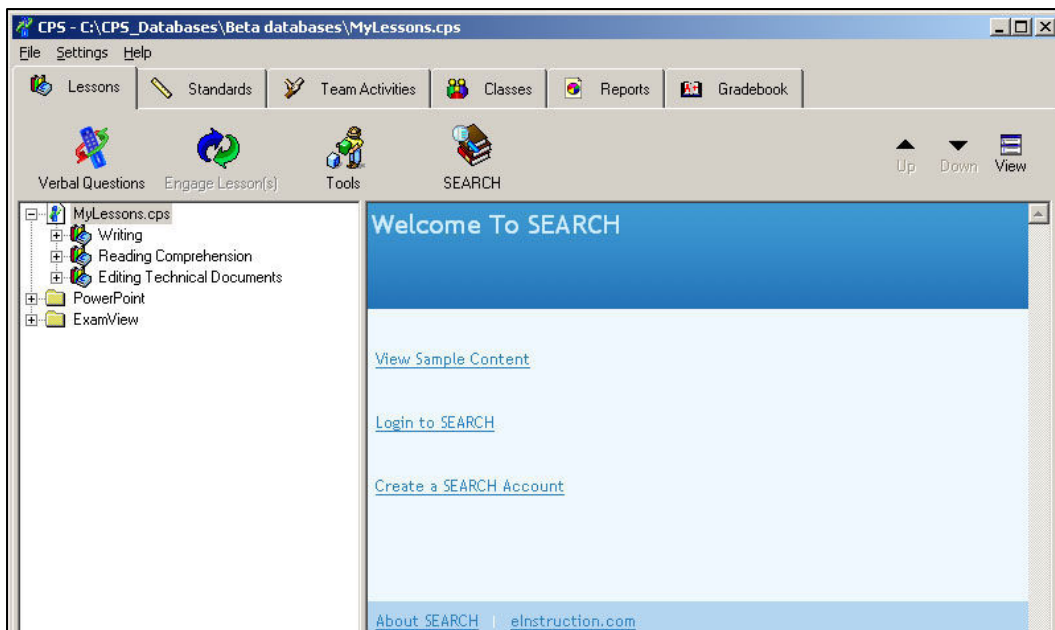 CPS - C:\CPS_Databases\Beta databases\MyLessons.cps
File Settings Help
Lessons Standards Team Activities Classes Reports Gradebook
Verbal Questions Engage Lesson(s) Tools SEARCH Up Down View
MyLessons.cps
Writing
Reading Comprehension
Editing Technical Documents
PowerPoint
ExamView
Welcome To SEARCH
View Sample Content
Login to SEARCH
Create a SEARCH Account
About SEARCH | eInstruction.com